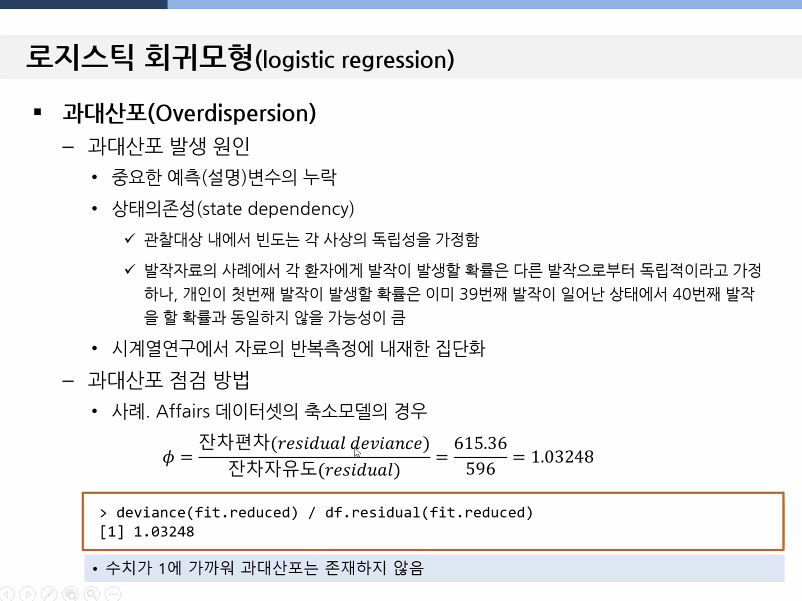 로지스틱 회귀모형(logistic regression)
▪ 과대산포(Overdispersion)
– 과대산포 발생 원인
• 중요한 예측(설명)변수의 누락
• 상태의존성(state dependency)
✓ 관찰대상 내에서 빈도는 각 사상의 독립성을 가정함
✓ 발작자료의 사례에서 각 환자에게 발작이 발생할 확률은 다른 발작으로부터 독립적이라고 가정
하나, 개인이 첫번째 발작이 발생할 확률은 이미 39번째 발작이 일어난 상태에서 40번째 발작
을 할 확률과 동일하지 않을 가능성이 큼
• 시계열연구에서 자료의 반복측정에 내재한 집단화
– 과대산포 점검 방법
• 사례. Affairs 데이터셋의 축소모델의 경우
ϕ = 잔차편차(residual deviance) / 잔차자유도(residual) = 615.36 / 596 = 1.03248
> deviance(fit.reduced) / df.residual(fit.reduced)
[1] 1.03248
• 수치가 1에 가까워 과대산포는 존재하지 않음